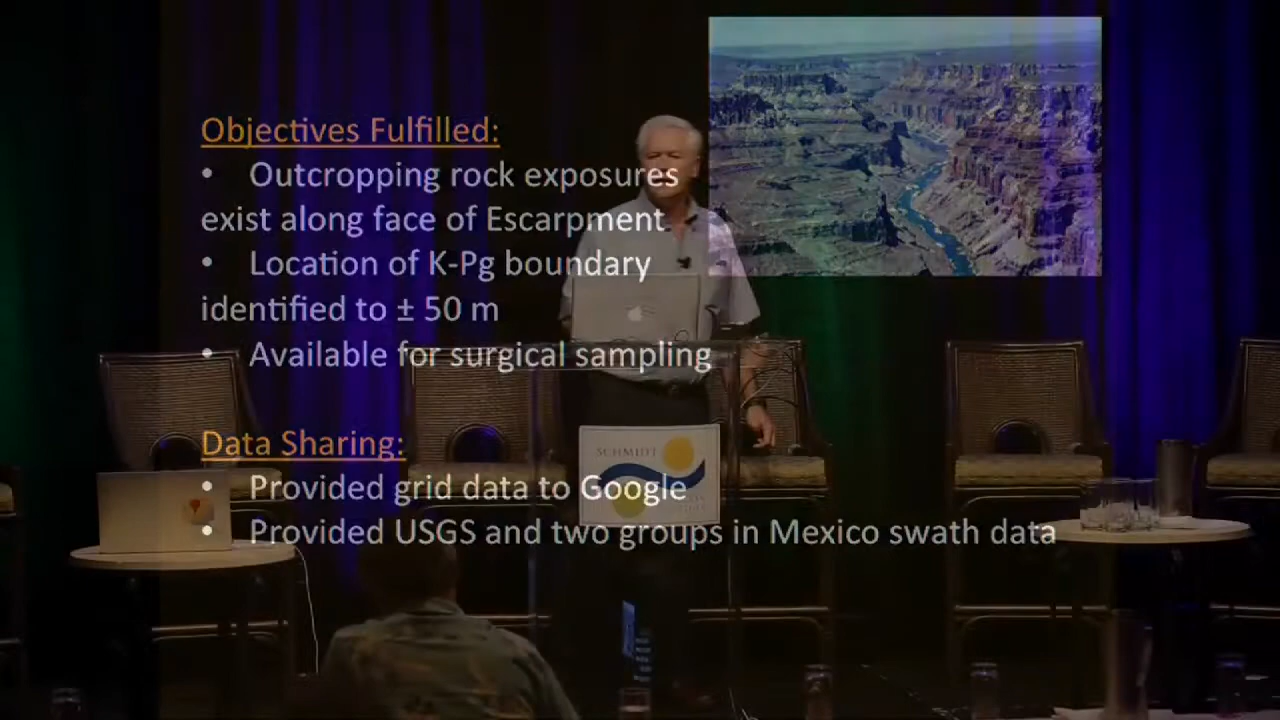 Objectives Fulfilled:
• Outcropping rock exposures
exist along face of Escarpment
• Location of K-Pg boundary
identified to ± 50 m
• Available for surgical sampling
Data Sharing:
• Provided grid data to Google
• Provided USGS and two groups in Mexico swath data
SCHMIDT